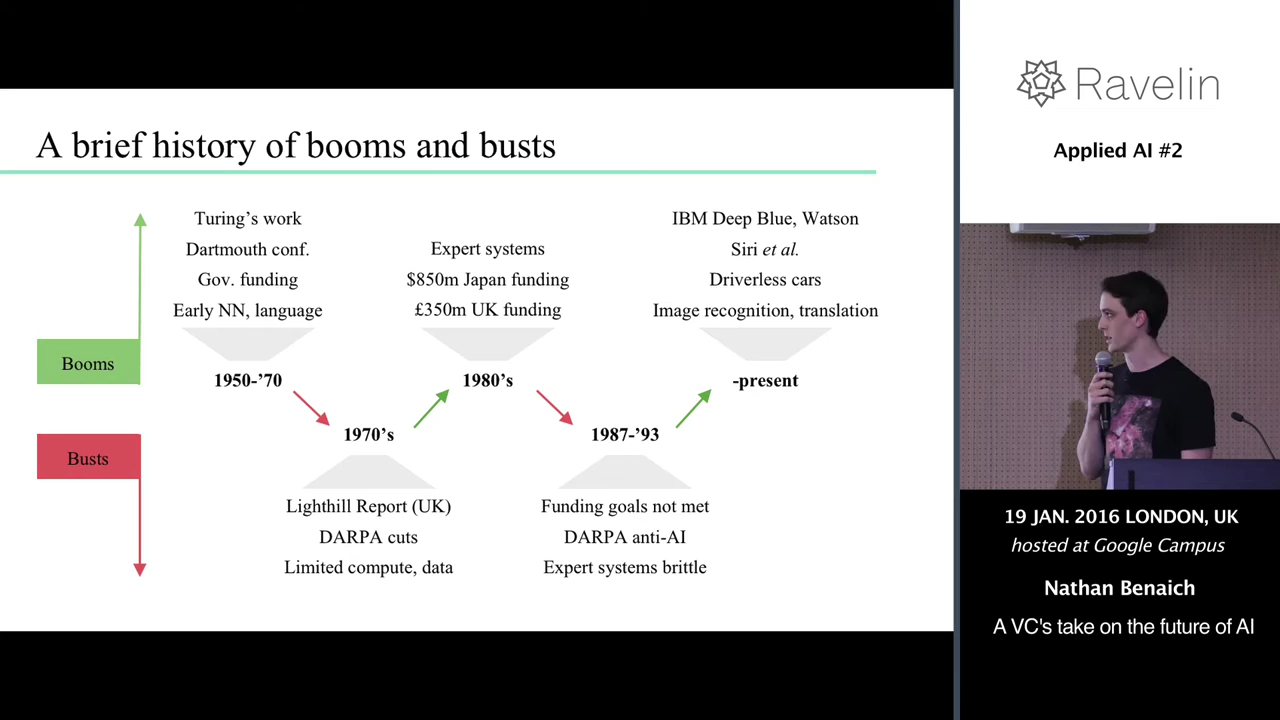 A brief history of booms and busts
Turing’s work
Dartmouth conf.
Gov. funding
Early NN, language
Expert systems
$850m Japan funding
£350m UK funding
IBM Deep Blue, Watson
Siri et al.
Driverless cars
Image recognition, translation
Booms
1950-’70
1980’s
-present
Busts
1970’s
1987-’93
Lighthill Report (UK)
DARPA cuts
Limited compute, data
Funding goals not met
DARPA anti-AI
Expert systems brittle
Ravelin
Applied AI #2
19 JAN. 2016 LONDON, UK
hosted at Google Campus
Nathan Benaich
A VC's take on the future of AI